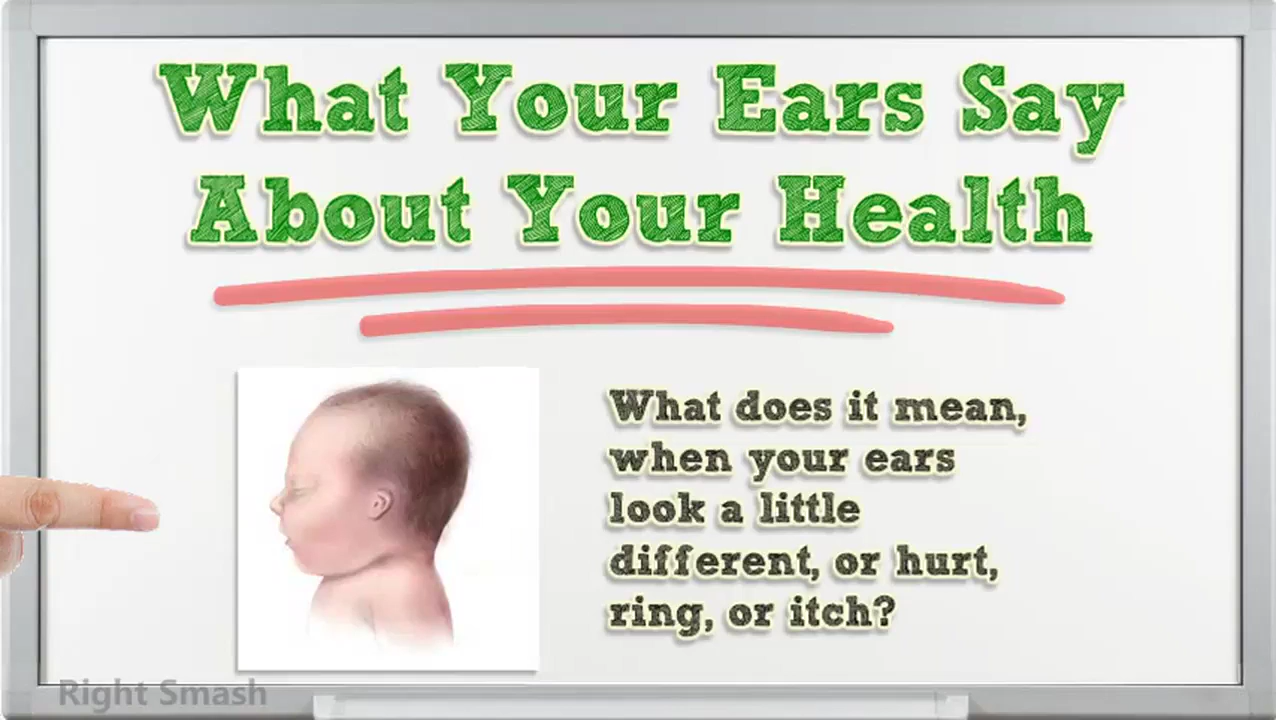 What Your Ears Say
About Your Health
What does it mean,
when your ears
look a little
different, or hurt,
ring, or itch?
Right Smash